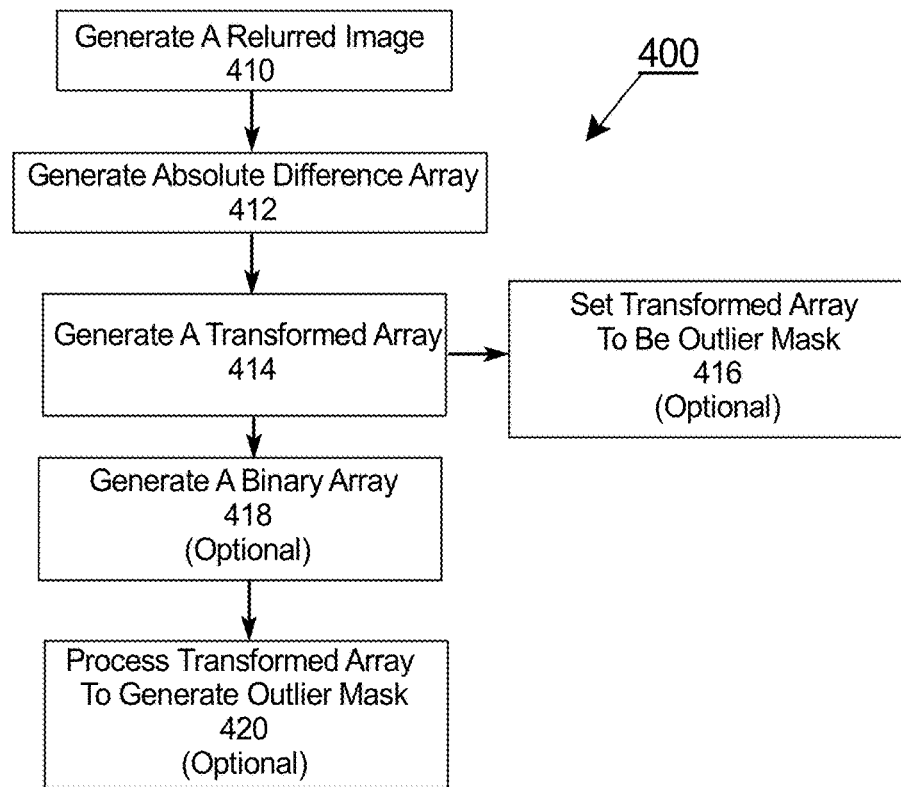 Generate A Relurred Image
410
400
Generate Absolute Difference Array
412
Generate A Transformed Array
414
Set Transformed Array
To Be Outlier Mask
416
(Optional)
Generate A Binary Array
418
(Optional)
Process Transformed Array
To Generate Outlier Mask
420
(Optional)